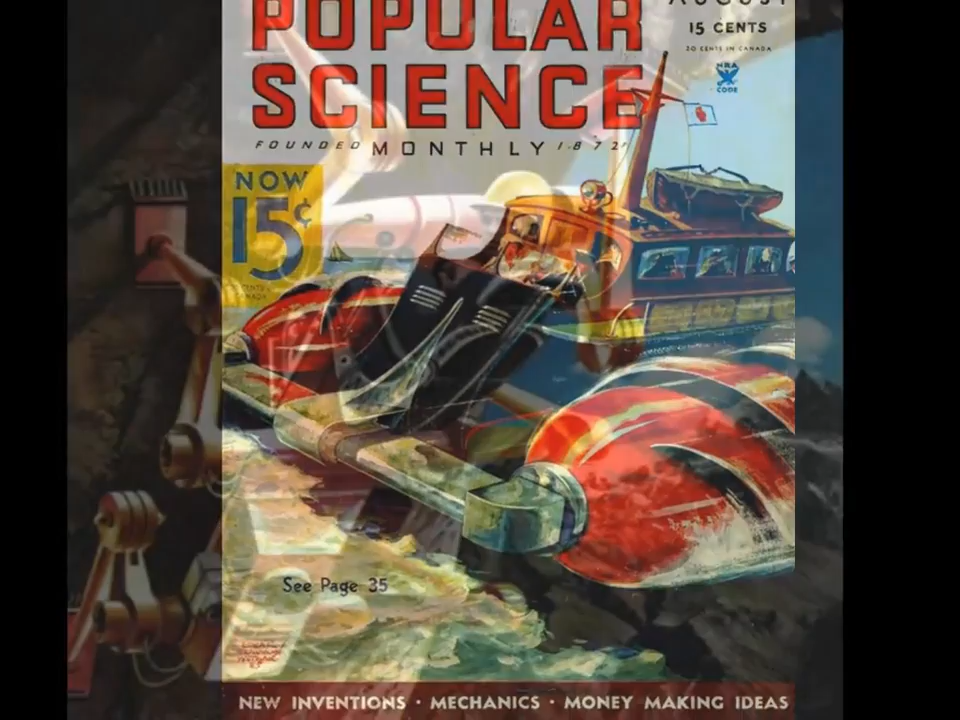 POPULAR
AUGUST
15 CENTS
20 CENTS IN CANADA
SCIENCE
NRA
CODE
FOUNDED MONTHLY 1872
NOW
15¢
CANADA
See Page 35
NEW INVENTIONS · MECHANICS · MONEY MAKING IDEAS